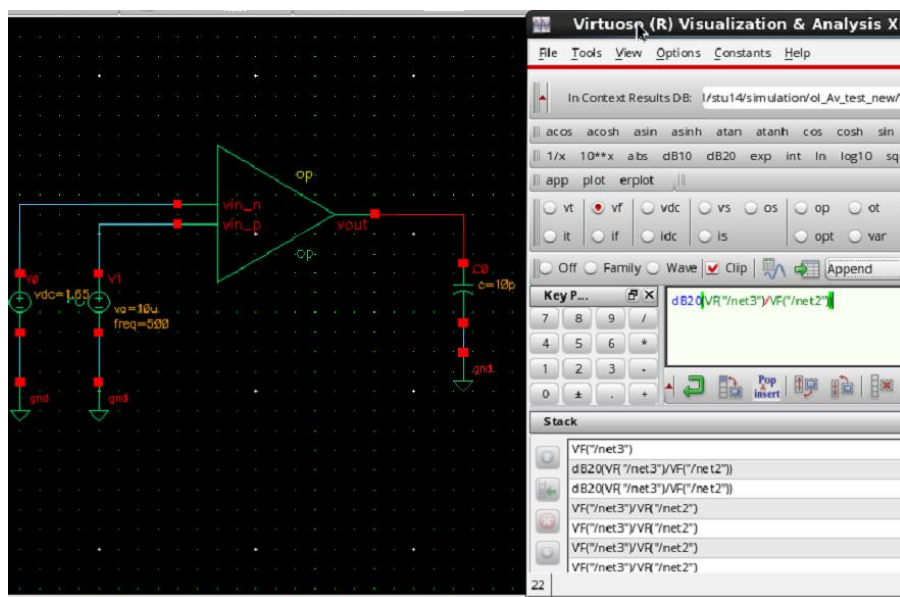 Virtuoso (R) Visualization & Analysis X
File Tools View Options Constants Help
In Context Results DB: l/stu14/simulation/ol_Av_test_new/
acos acosh asin asinh atan atanh cos cosh sin
1/x 10**x abs dB10 dB20 exp int ln log10 sq
app plot erplot
vt vf vdc vs os op ot
it if idc is opt var
Off Family Wave Clip Append
Key P...
7 8 9 /
4 5 6 *
1 2 3 -
0 ± . +
dB20(VF("/net3")/VF("/net2"))
Pop
insert
Stack
VF("/net3")
dB20(VF("/net3")/VF("/net2"))
dB20(VF("/net3")/VF("/net2"))
VF("/net3")/VF("/net2")
VF("/net3")/VF("/net2")
VF("/net3")/VF("/net2")
VF("/net3")/VF("/net2")
22
op
vin_n
vin_p
vout
op
V0
vdc=1.65
V1
va=10u
freq=500
C0
c=10p
gnd
gnd
gnd